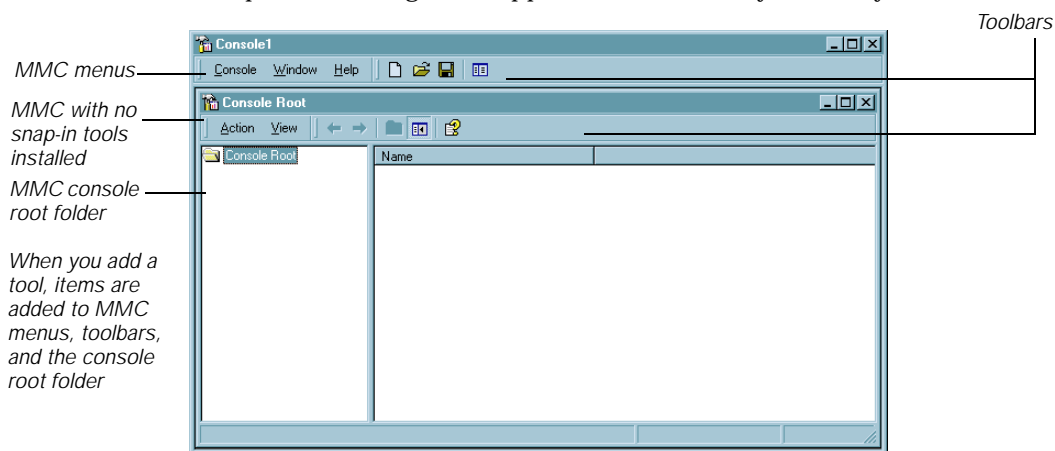 Toolbars
Console1
MMC menus
Console Window Help
MMC with no
snap-in tools
installed
Console Root
Action View
Console Root
Name
MMC console
root folder
When you add a
tool, items are
added to MMC
menus, toolbars,
and the console
root folder